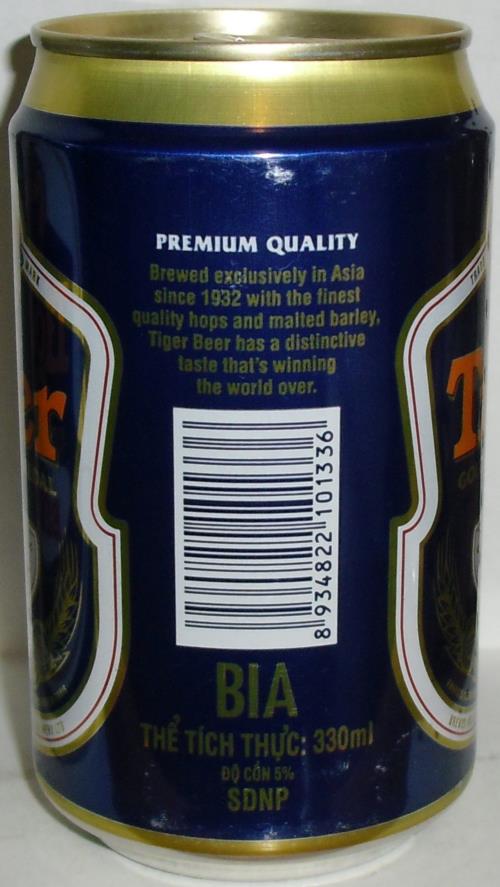 PREMIUM QUALITY
Brewed exclusively in Asia
since 1932 with the finest
quality hops and malted barley,
Tiger Beer has a distinctive
taste that's winning
the world over.
er
T
MARK
8 934822 101336
BIA
THỂ TÍCH THỰC: 330ml
ĐỘ CỒN 5%
SDNP